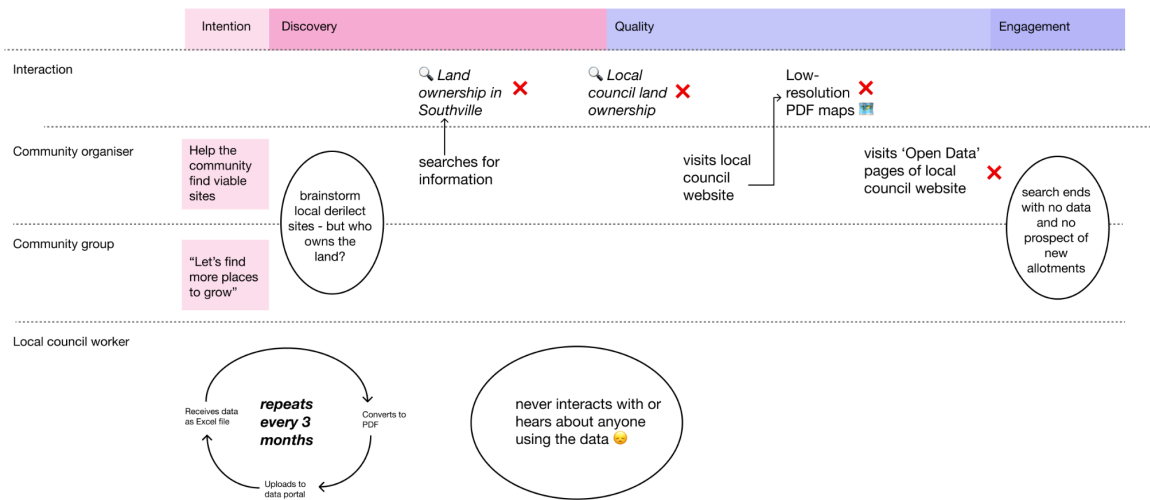 Intention
Discovery
Quality
Engagement
Interaction
🔍 Land
ownership in
Southville
❌
🔍 Local
council land
ownership
❌
Low-
resolution
PDF maps 🗺️
❌
Community organiser
Help the
community
find viable
sites
brainstorm
local derilect
sites - but who
owns the
land?
searches for
information
visits local
council
website
visits ‘Open Data’
pages of local
council website
❌
search ends
with no data
and no
prospect of
new
allotments
Community group
“Let’s find
more places
to grow”
Local council worker
Receives data
as Excel file
repeats
every 3
months
Converts to
PDF
Uploads to
data portal
never interacts with or
hears about anyone
using the data 😞